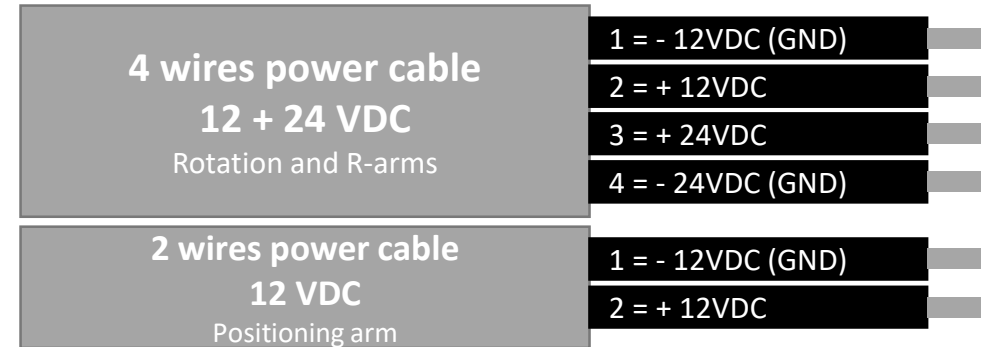 4 wires power cable
12 + 24 VDC
Rotation and R-arms
1 = - 12VDC (GND)
2 = + 12VDC
3 = + 24VDC
4 = - 24VDC (GND)
2 wires power cable
12 VDC
Positioning arm
1 = - 12VDC (GND)
2 = + 12VDC